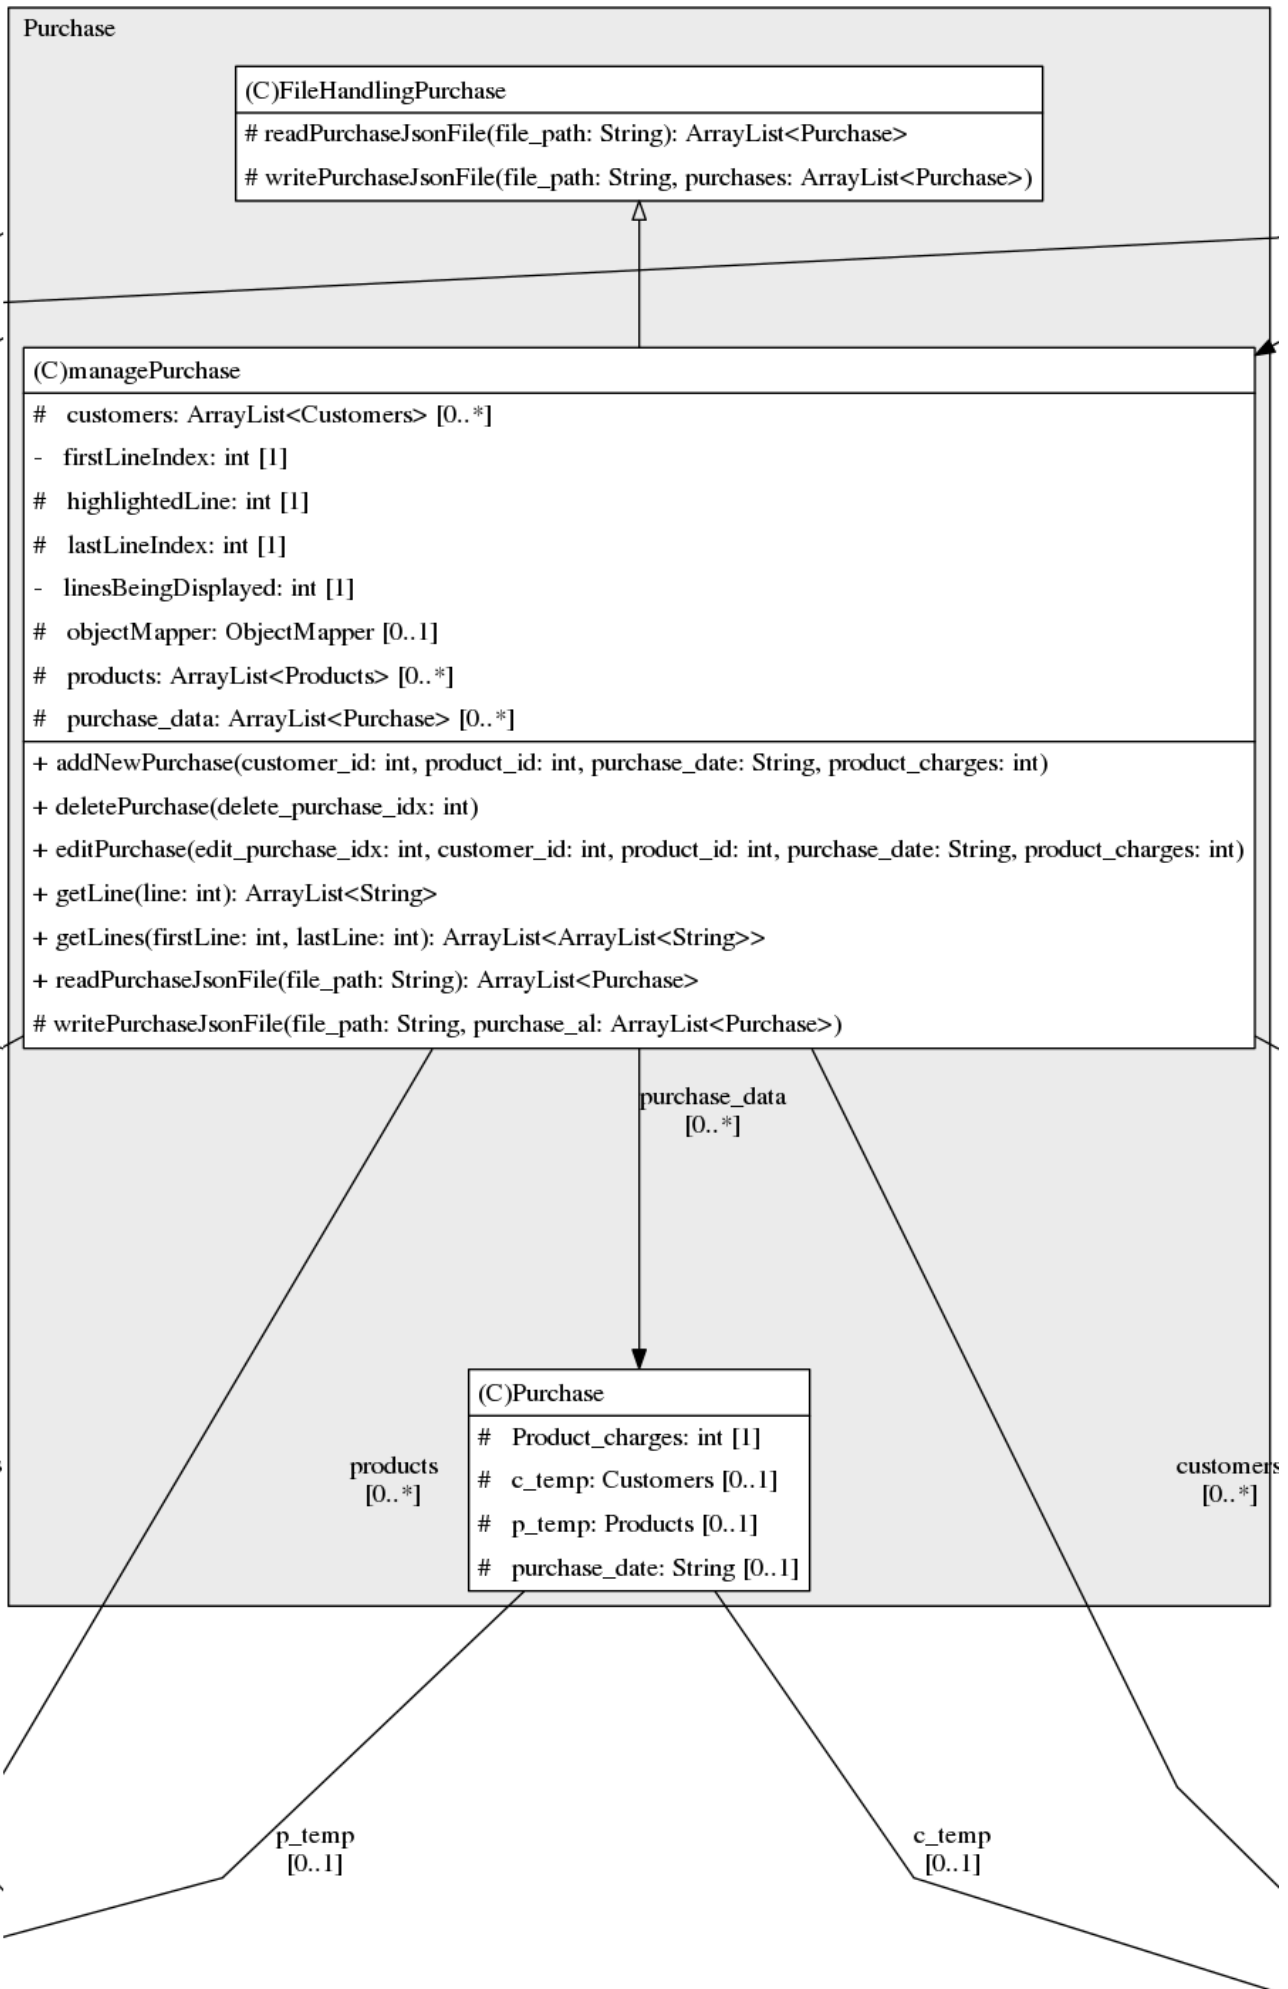 Purchase
(C)FileHandlingPurchase
# readPurchaseJsonFile(file_path: String): ArrayList<Purchase>
# writePurchaseJsonFile(file_path: String, purchases: ArrayList<Purchase>)
(C)managePurchase
# customers: ArrayList<Customers> [0..*]
- firstLineIndex: int [1]
# highlightedLine: int [1]
# lastLineIndex: int [1]
- linesBeingDisplayed: int [1]
# objectMapper: ObjectMapper [0..1]
# products: ArrayList<Products> [0..*]
# purchase_data: ArrayList<Purchase> [0..*]
+ addNewPurchase(customer_id: int, product_id: int, purchase_date: String, product_charges: int)
+ deletePurchase(delete_purchase_idx: int)
+ editPurchase(edit_purchase_idx: int, customer_id: int, product_id: int, purchase_date: String, product_charges: int)
+ getLine(line: int): ArrayList<String>
+ getLines(firstLine: int, lastLine: int): ArrayList<ArrayList<String>>
+ readPurchaseJsonFile(file_path: String): ArrayList<Purchase>
# writePurchaseJsonFile(file_path: String, purchase_al: ArrayList<Purchase>)
purchase_data
[0..*]
(C)Purchase
# Product_charges: int [1]
# c_temp: Customers [0..1]
# p_temp: Products [0..1]
# purchase_date: String [0..1]
products
[0..*]
customers
[0..*]
p_temp
[0..1]
c_temp
[0..1]